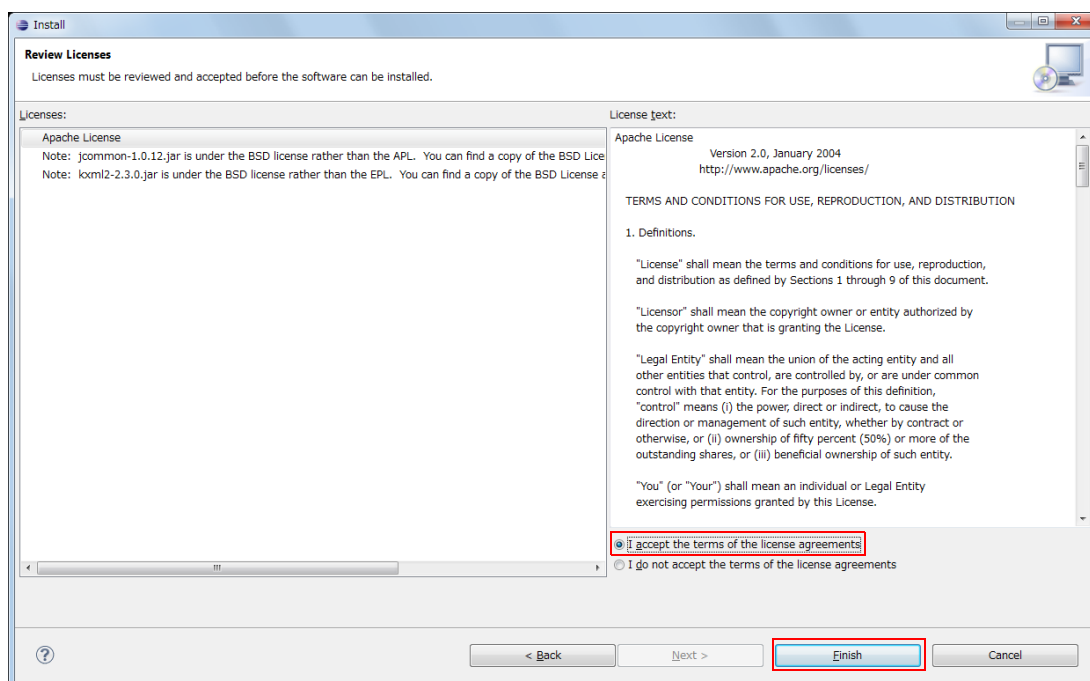 Install
Review Licenses
Licenses must be reviewed and accepted before the software can be installed.
Licenses:
Apache License
Note: jcommon-1.0.12.jar is under the BSD license rather than the APL. You can find a copy of the BSD Lice
Note: kxml2-2.3.0.jar is under the BSD license rather than the EPL. You can find a copy of the BSD License a
License text:
Apache License
Version 2.0, January 2004
http://www.apache.org/licenses/
TERMS AND CONDITIONS FOR USE, REPRODUCTION, AND DISTRIBUTION
1. Definitions.
"License" shall mean the terms and conditions for use, reproduction,
and distribution as defined by Sections 1 through 9 of this document.
"Licensor" shall mean the copyright owner or entity authorized by
the copyright owner that is granting the License.
"Legal Entity" shall mean the union of the acting entity and all
other entities that control, are controlled by, or are under common
control with that entity. For the purposes of this definition,
"control" means (i) the power, direct or indirect, to cause the
direction or management of such entity, whether by contract or
otherwise, or (ii) ownership of fifty percent (50%) or more of the
outstanding shares, or (iii) beneficial ownership of such entity.
"You" (or "Your") shall mean an individual or Legal Entity
exercising permissions granted by this License.
I accept the terms of the license agreements
I do not accept the terms of the license agreements
?
< Back
Next >
Finish
Cancel